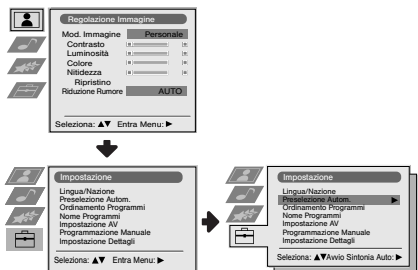 Regolazione Immagine
Mod. Immagine Personale
Contrasto
Luminosità
Colore
Nitidezza
Ripristino
Riduzione Rumore AUTO
Seleziona: ▲▼ Entra Menu: ▶
Impostazione
Lingua/Nazione
Preselezione Autom.
Ordinamento Programmi
Nome Programmi
Impostazione AV
Programmazione Manuale
Impostazione Dettagli
Seleziona: ▲▼ Entra Menu: ▶
Impostazione
Lingua/Nazione
Preselezione Autom. ▶
Ordinamento Programmi
Nome Programmi
Impostazione AV
Programmazione Manuale
Impostazione Dettagli
Seleziona: ▲▼Avvio Sintonia Auto: ▶